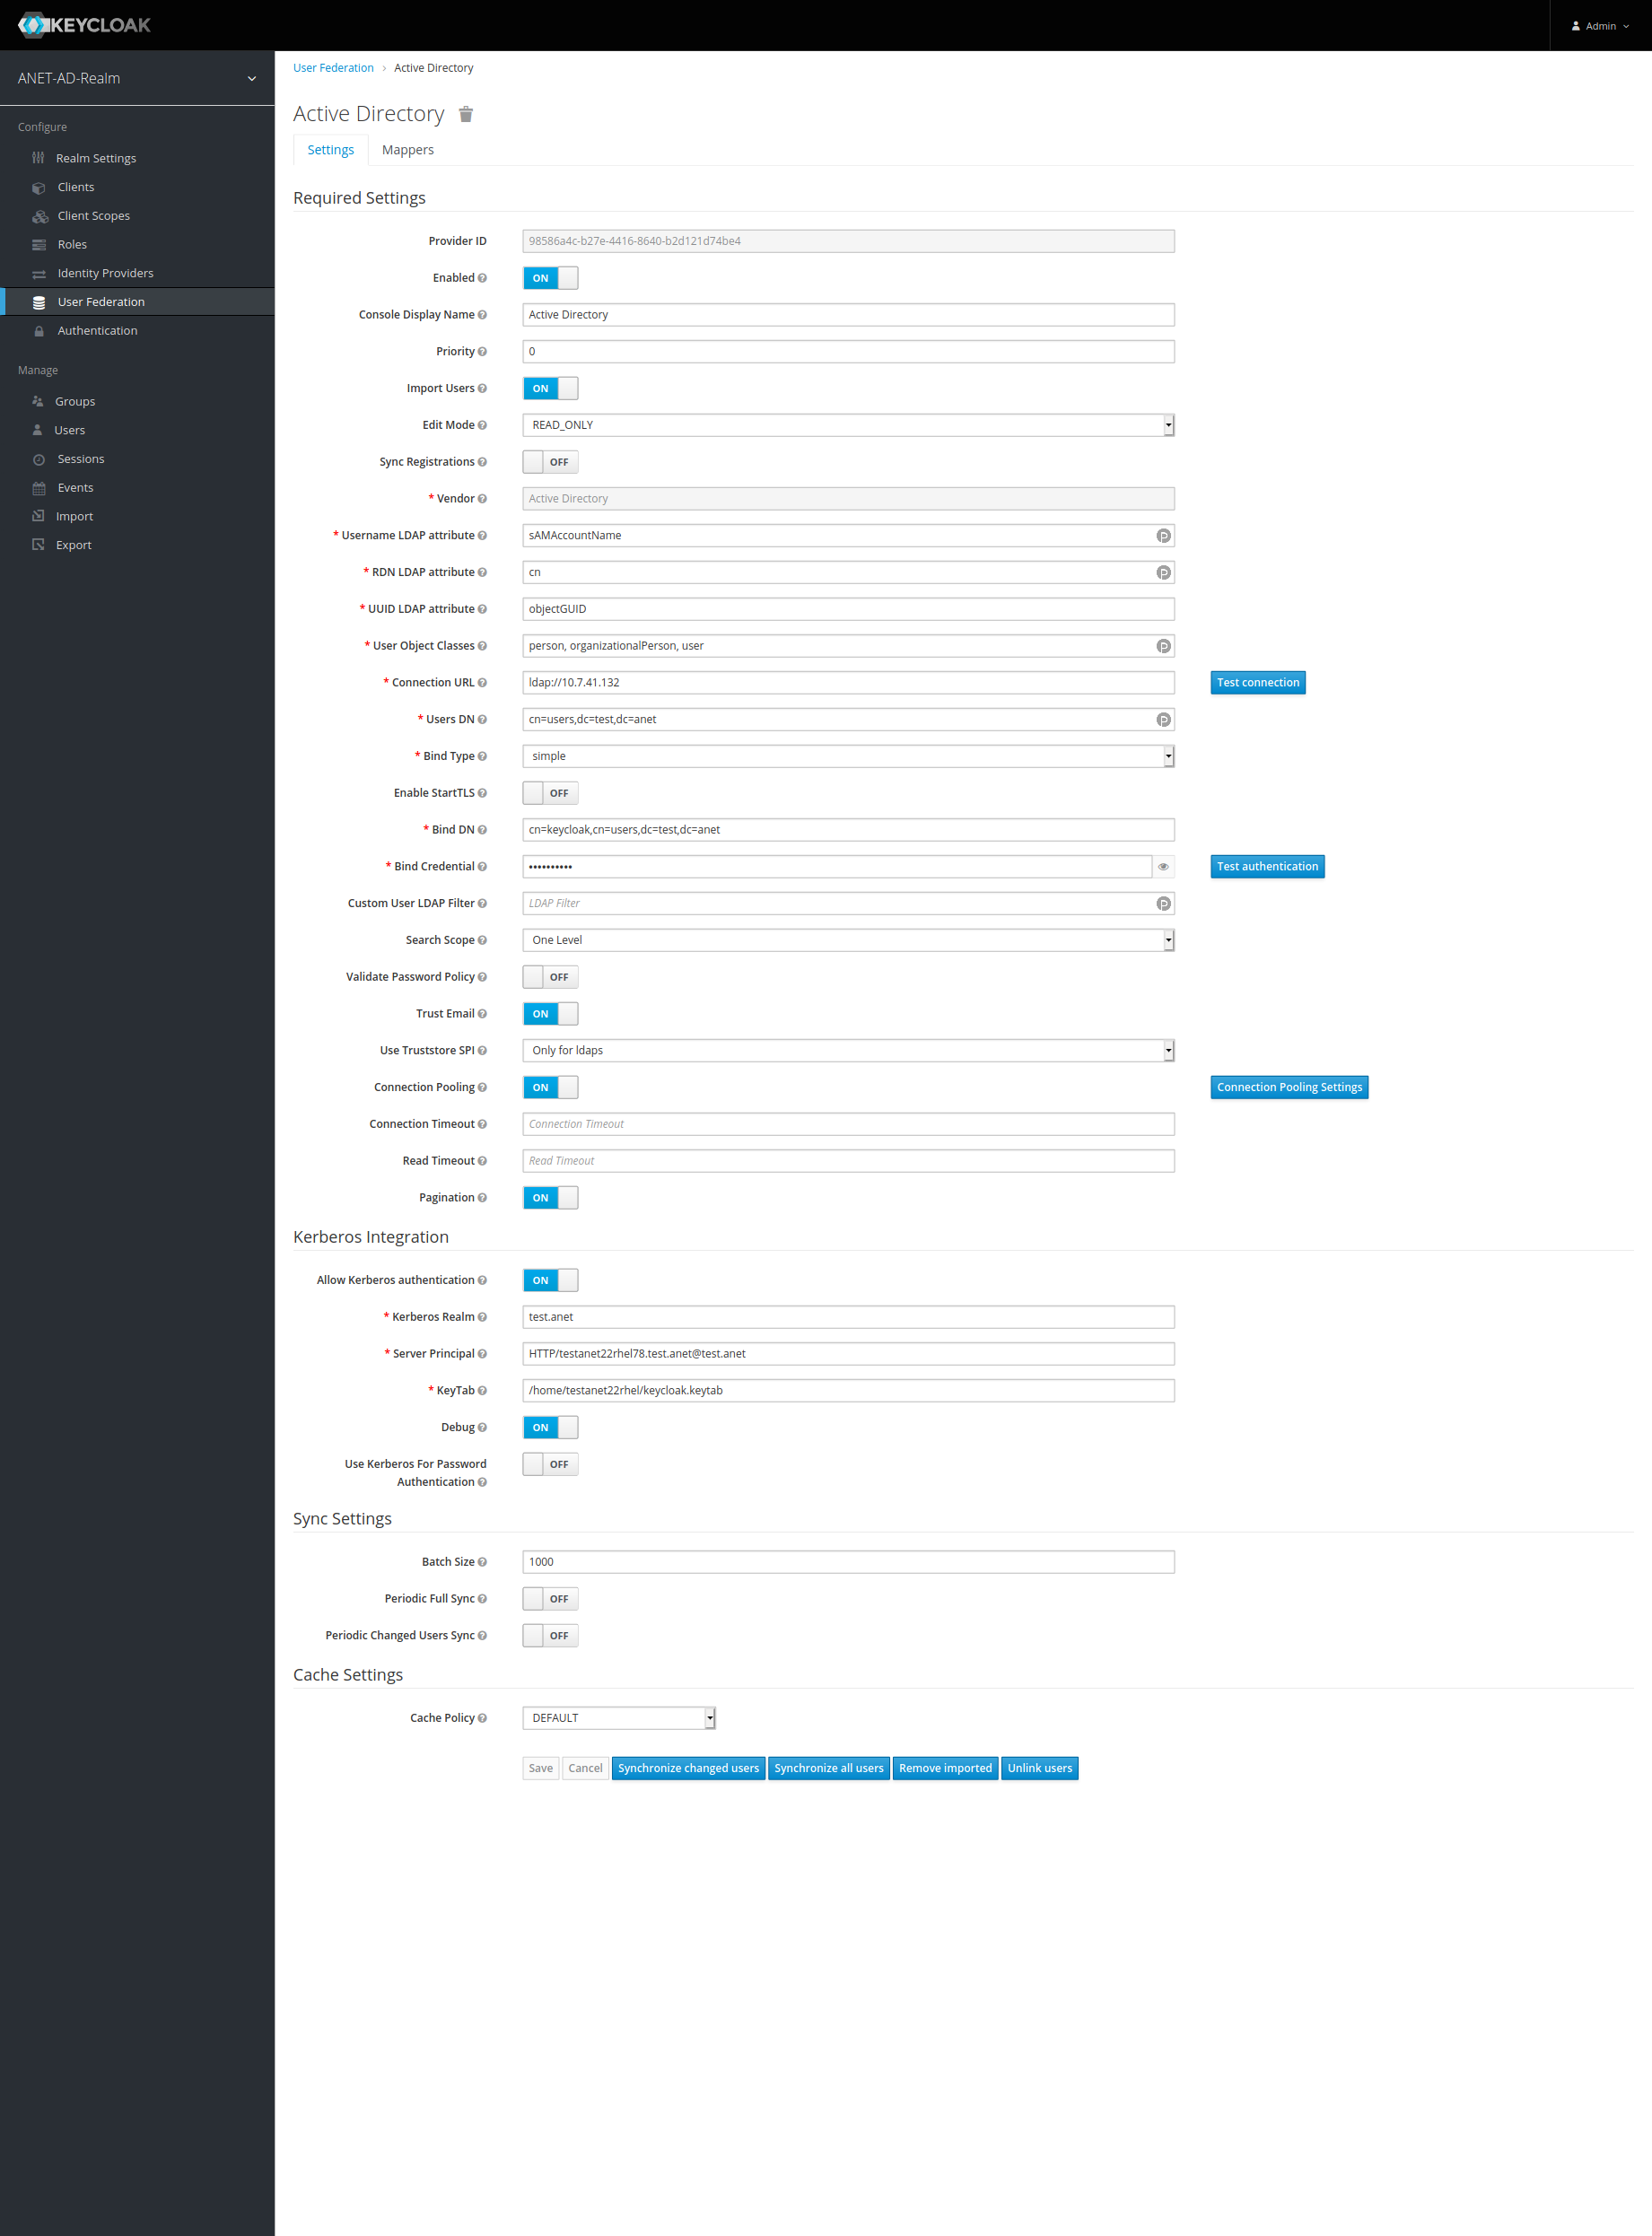 KEYCLOAK
Admin
ANET-AD-Realm
Configure
Realm Settings
Clients
Client Scopes
Roles
Identity Providers
User Federation
Authentication
Manage
Groups
Users
Sessions
Events
Import
Export
User Federation > Active Directory
Active Directory
Settings Mappers
Required Settings
Provider ID 98586a4c-b27e-4416-8640-b2d121d74be4
Enabled ON
Console Display Name Active Directory
Priority 0
Import Users ON
Edit Mode READ_ONLY
Sync Registrations OFF
* Vendor Active Directory
* Username LDAP attribute sAMAccountName
* RDN LDAP attribute cn
* UUID LDAP attribute objectGUID
* User Object Classes person, organizationalPerson, user
* Connection URL ldap://10.7.41.132 Test connection
* Users DN cn=users,dc=test,dc=anet
* Bind Type simple
Enable StartTLS OFF
* Bind DN cn=keycloak,cn=users,dc=test,dc=anet
* Bind Credential •••••••••• Test authentication
Custom User LDAP Filter LDAP Filter
Search Scope One Level
Validate Password Policy OFF
Trust Email ON
Use Truststore SPI Only for ldaps
Connection Pooling ON Connection Pooling Settings
Connection Timeout Connection Timeout
Read Timeout Read Timeout
Pagination ON
Kerberos Integration
Allow Kerberos authentication ON
* Kerberos Realm test.anet
* Server Principal HTTP/testanet22rhel78.test.anet@test.anet
* KeyTab /home/testanet22rhel/keycloak.keytab
Debug ON
Use Kerberos For Password OFF
Authentication
Sync Settings
Batch Size 1000
Periodic Full Sync OFF
Periodic Changed Users Sync OFF
Cache Settings
Cache Policy DEFAULT
Save Cancel Synchronize changed users Synchronize all users Remove imported Unlink users